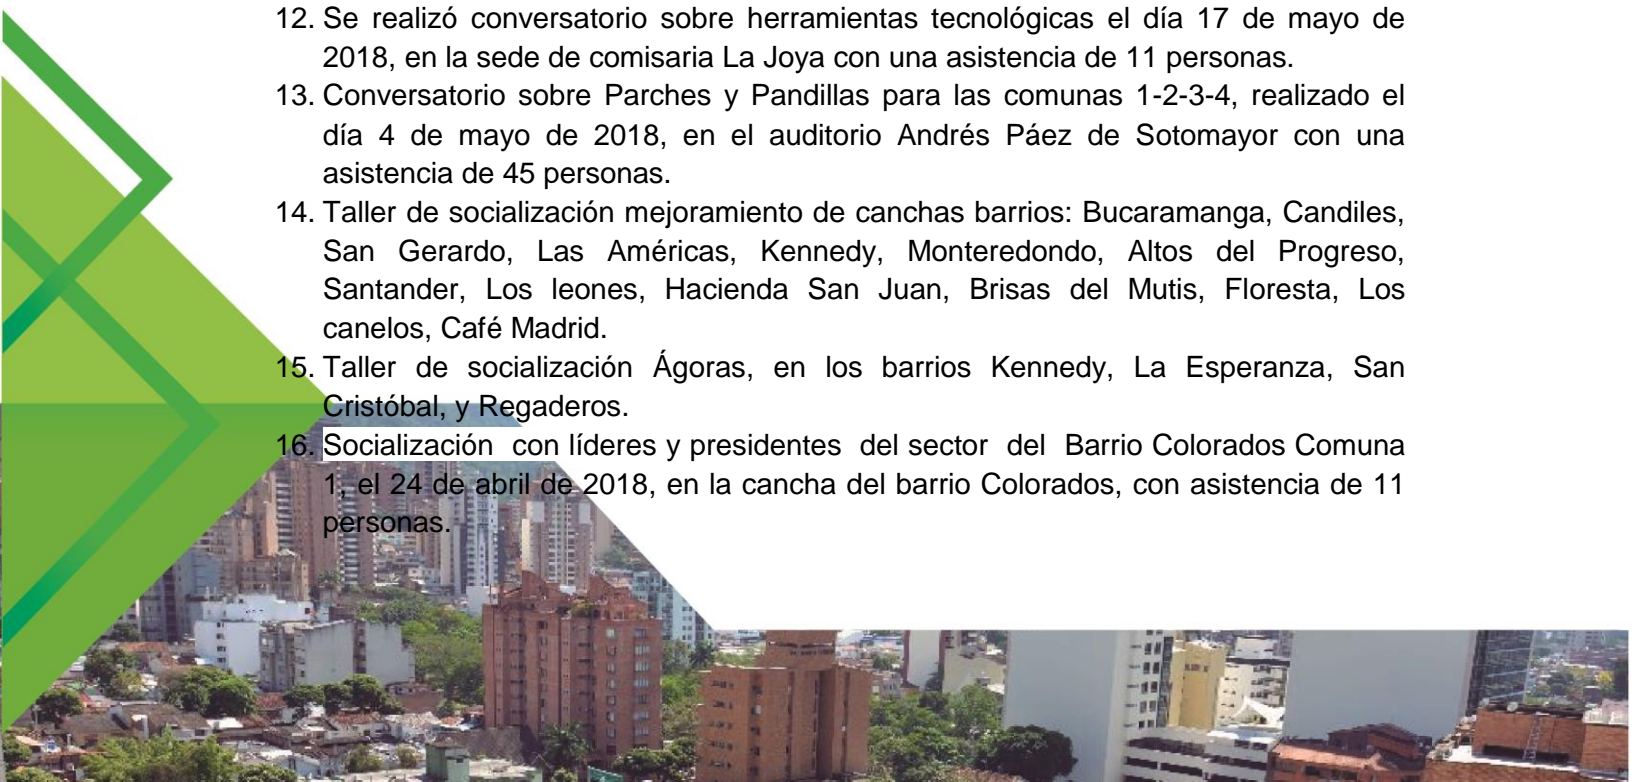 12. Se realizó conversatorio sobre herramientas tecnológicas el día 17 de mayo de
2018, en la sede de comisaria La Joya con una asistencia de 11 personas.
13. Conversatorio sobre Parches y Pandillas para las comunas 1-2-3-4, realizado el
día 4 de mayo de 2018, en el auditorio Andrés Páez de Sotomayor con una
asistencia de 45 personas.
14. Taller de socialización mejoramiento de canchas barrios: Bucaramanga, Candiles,
San Gerardo, Las Américas, Kennedy, Monteredondo, Altos del Progreso,
Santander, Los leones, Hacienda San Juan, Brisas del Mutis, Floresta, Los
canelos, Café Madrid.
15. Taller de socialización Ágoras, en los barrios Kennedy, La Esperanza, San
Cristóbal, y Regaderos.
16. Socialización con líderes y presidentes del sector del Barrio Colorados Comuna
1, el 24 de abril de 2018, en la cancha del barrio Colorados, con asistencia de 11
personas.